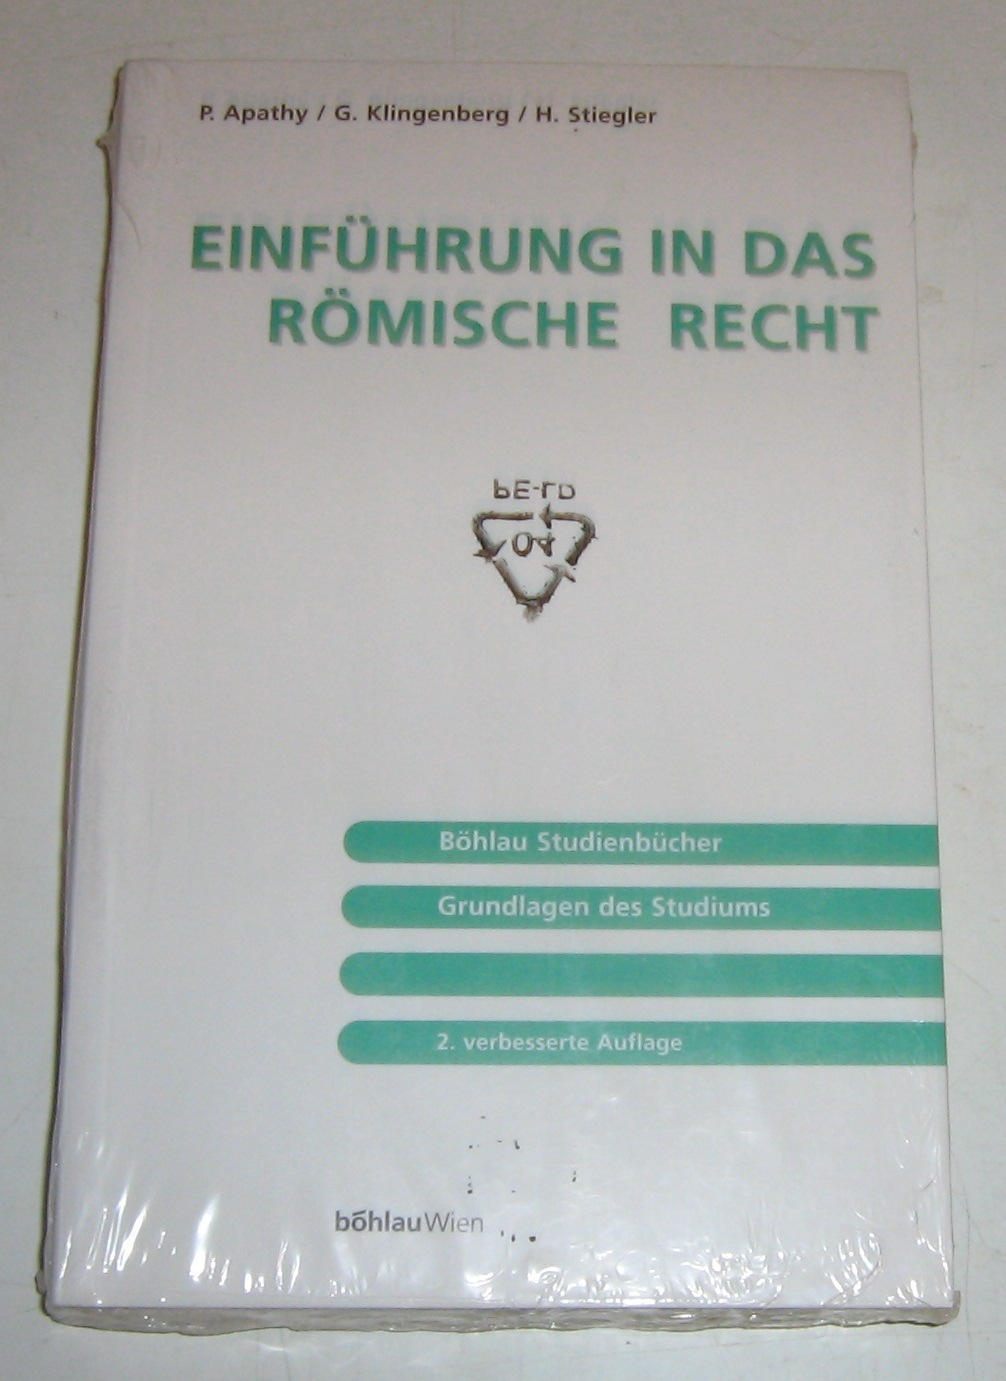 P. Apathy / G. Klingenberg / H. Stiegler
EINFÜHRUNG IN DAS
RÖMISCHE RECHT
PE-LD
04
Böhlau Studienbücher
Grundlagen des Studiums
2. verbesserte Auflage
böhlauWien